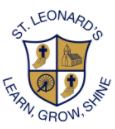 ST. LEONARD'S
LEARN, GROW, SHINE